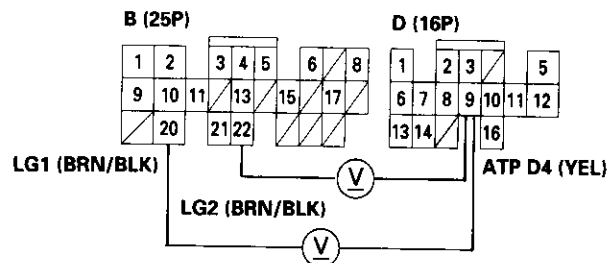 B (25P)
D (16P)
1 2 3 4 5 6 8
9 10 11 13 15 17
20 21 22
1 2 3 5
6 7 8 9 10 11 12
13 14 16
LG1 (BRN/BLK)
V
ATP D4 (YEL)
LG2 (BRN/BLK)
V